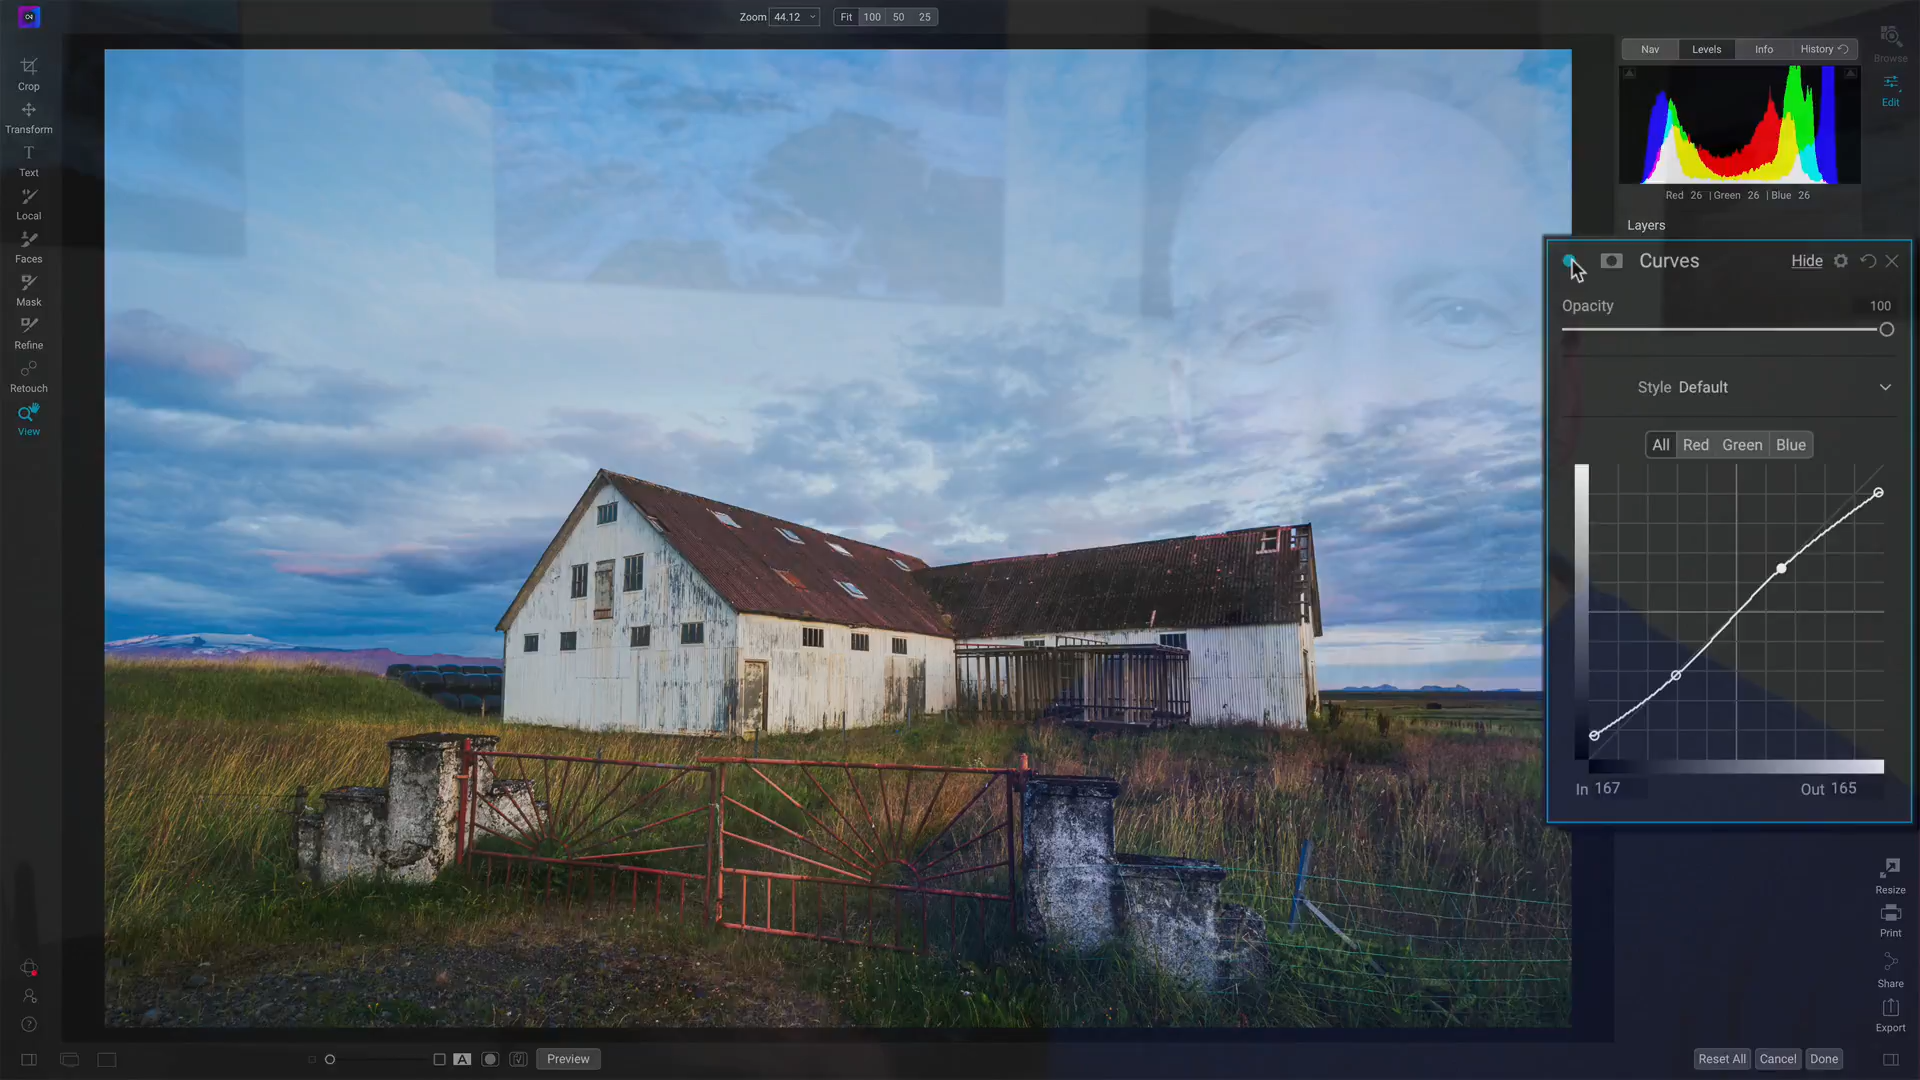 Zoom 44.12 Fit 100 50 25
Crop
Transform
Text
Local
Faces
Mask
Refine
Retouch
View
Nav Levels Info History
Browse
Edit
Red 26 | Green 26 | Blue 26
Layers
Curves Hide
Opacity 100
Style Default
All Red Green Blue
In 167 Out 165
Resize
Print
Share
Export
A Preview
Reset All Cancel Done